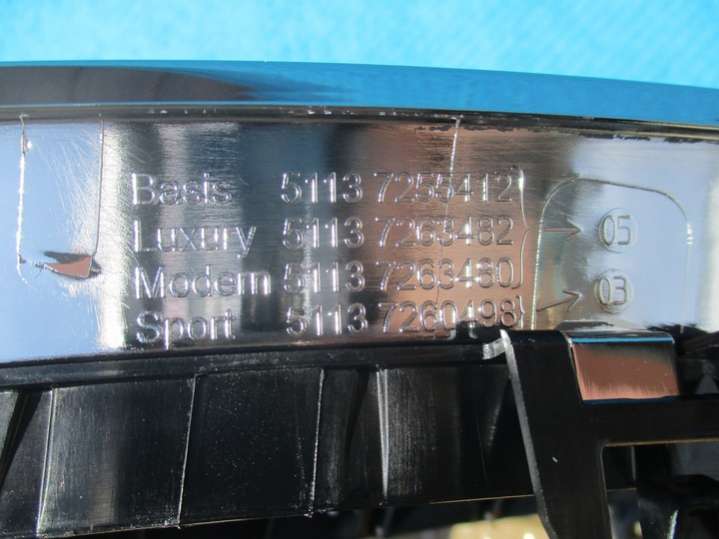 Basis 5113 7255412
Luxury 5113 7263482 05
Modern 5113 7263480
Sport 5113 7260498 03